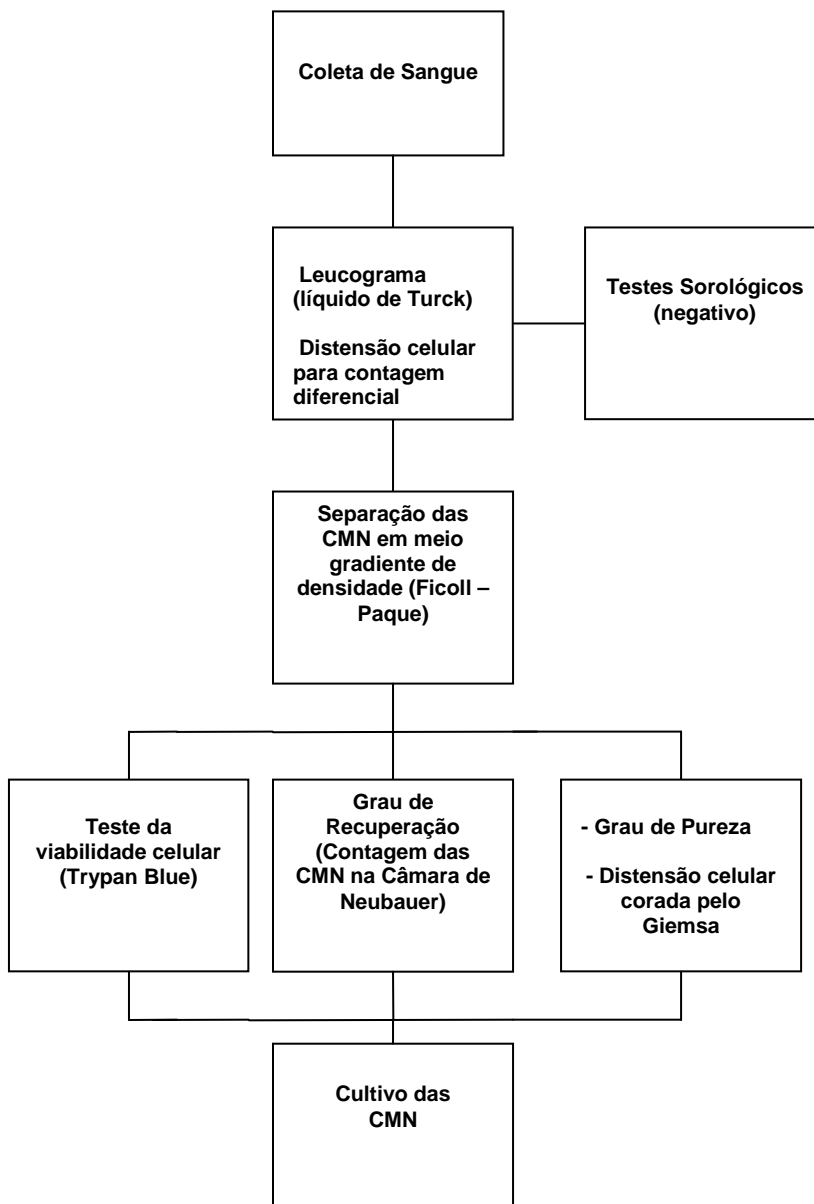 Coleta de Sangue
Leucograma
(líquido de Turck)
Distensão celular
para contagem
diferencial
Testes Sorológicos
(negativo)
Separação das
CMN em meio
gradiente de
densidade (Ficoll –
Paque)
Teste da
viabilidade celular
(Trypan Blue)
Grau de
Recuperação
(Contagem das
CMN na Câmara de
Neubauer)
- Grau de Pureza
- Distensão celular
corada pelo
Giemsa
Cultivo das
CMN